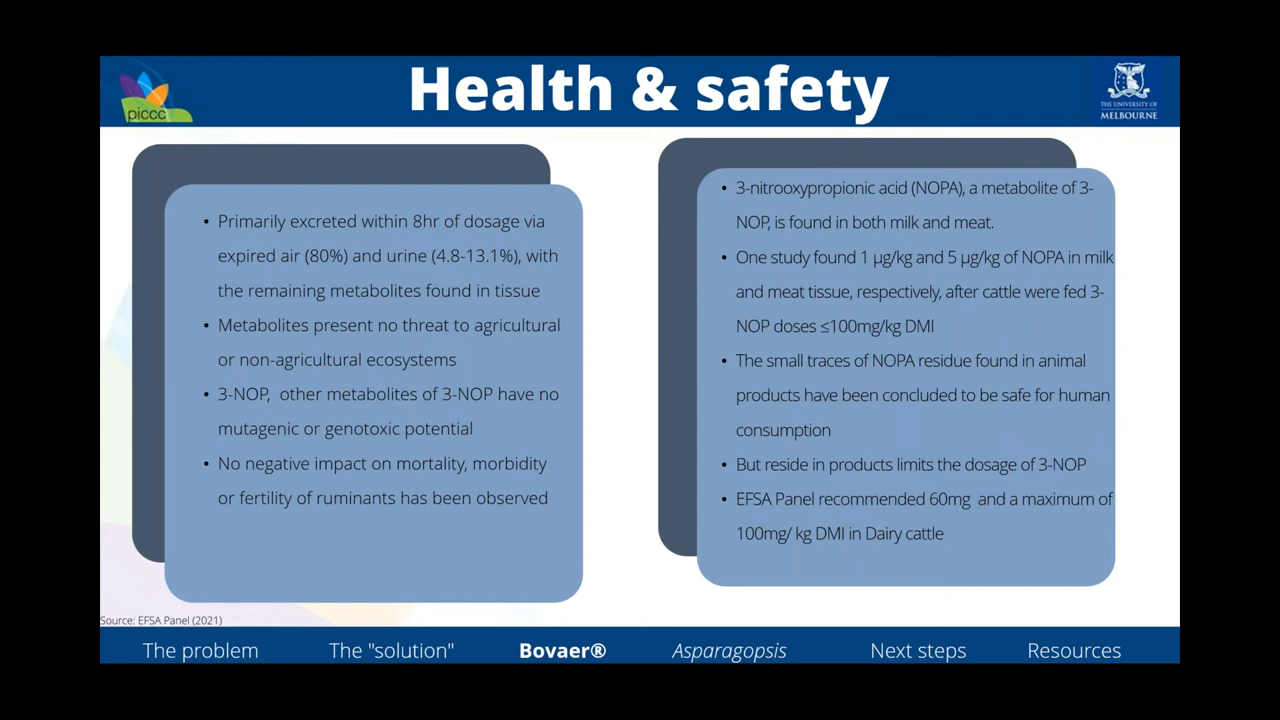 Health & safety
piccc
THE UNIVERSITY OF
MELBOURNE
• Primarily excreted within 8hr of dosage via
expired air (80%) and urine (4.8-13.1%), with
the remaining metabolites found in tissue
• Metabolites present no threat to agricultural
or non-agricultural ecosystems
• 3-NOP,  other metabolites of 3-NOP have no
mutagenic or genotoxic potential
• No negative impact on mortality, morbidity
or fertility of ruminants has been observed
• 3-nitrooxypropionic acid (NOPA), a metabolite of 3-
NOP, is found in both milk and meat.
• One study found 1 µg/kg and 5 µg/kg of NOPA in milk
and meat tissue, respectively, after cattle were fed 3-
NOP doses ≤100mg/kg DMI
• The small traces of NOPA residue found in animal
products have been concluded to be safe for human
consumption
• But reside in products limits the dosage of 3-NOP
• EFSA Panel recommended 60mg  and a maximum of
100mg/ kg DMI in Dairy cattle
Source: EFSA Panel (2021)
The problem
The "solution"
Bovaer®
Asparagopsis
Next steps
Resources